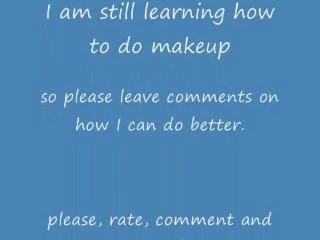 I am still learning how
to do makeup
so please leave comments on
how I can do better.
please, rate, comment and